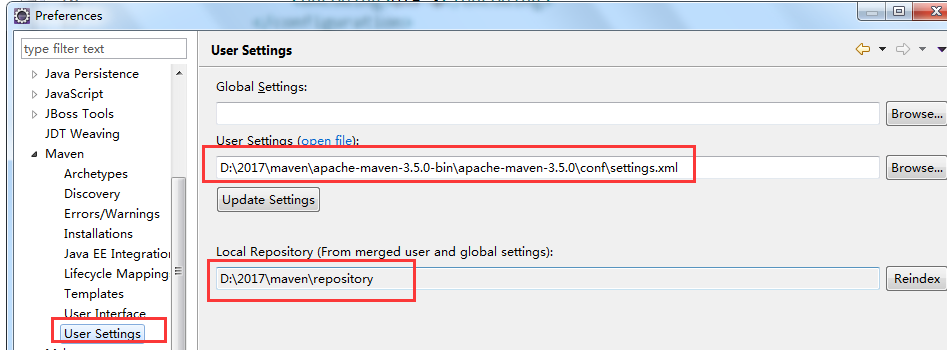 </configuration>
Preferences
type filter text
Java Persistence
JavaScript
JBoss Tools
JDT Weaving
Maven
Archetypes
Discovery
Errors/Warnings
Installations
Java EE Integration
Lifecycle Mapping
Templates
User Interface
User Settings
User Settings
Global Settings:
Browse...
User Settings (open file):
D:\2017\maven\apache-maven-3.5.0-bin\apache-maven-3.5.0\conf\settings.xml
Browse...
Update Settings
Local Repository (From merged user and global settings):
D:\2017\maven\repository
Reindex